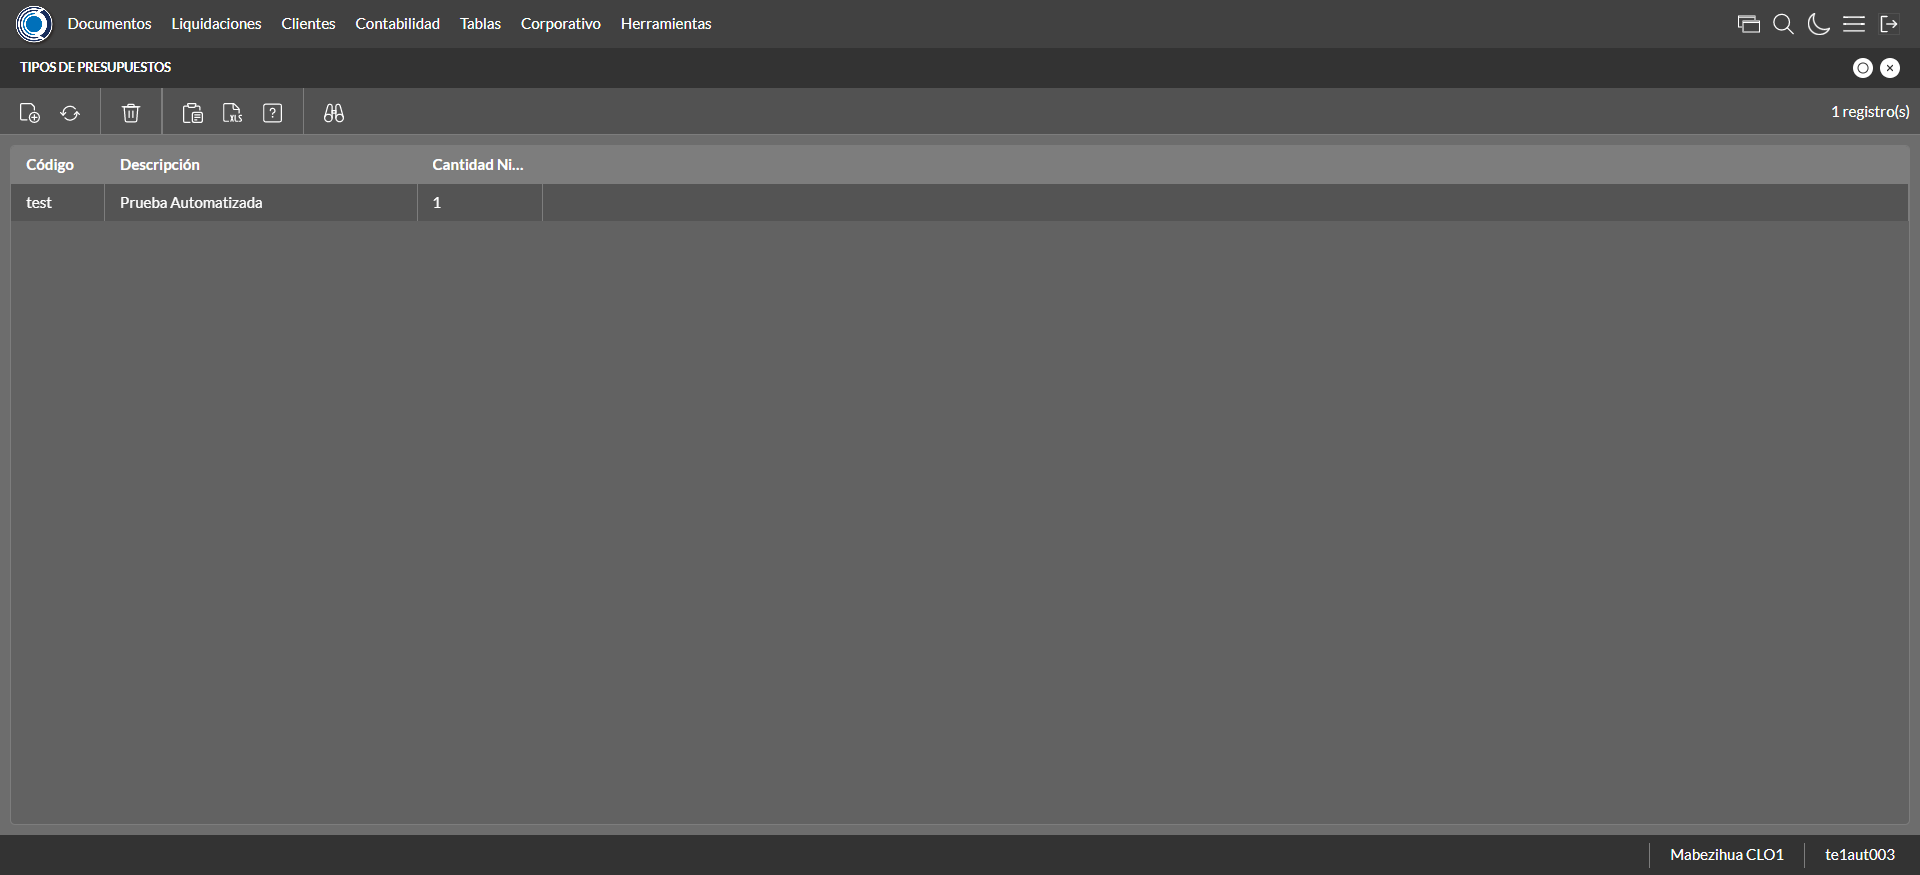 Documentos Liquidaciones Clientes Contabilidad Tablas Corporativo Herramientas
TIPOS DE PRESUPUESTOS
XLS ? 1 registro(s)
Código Descripción Cantidad Ni...
test Prueba Automatizada 1
Mabezihua CLO1 te1aut003